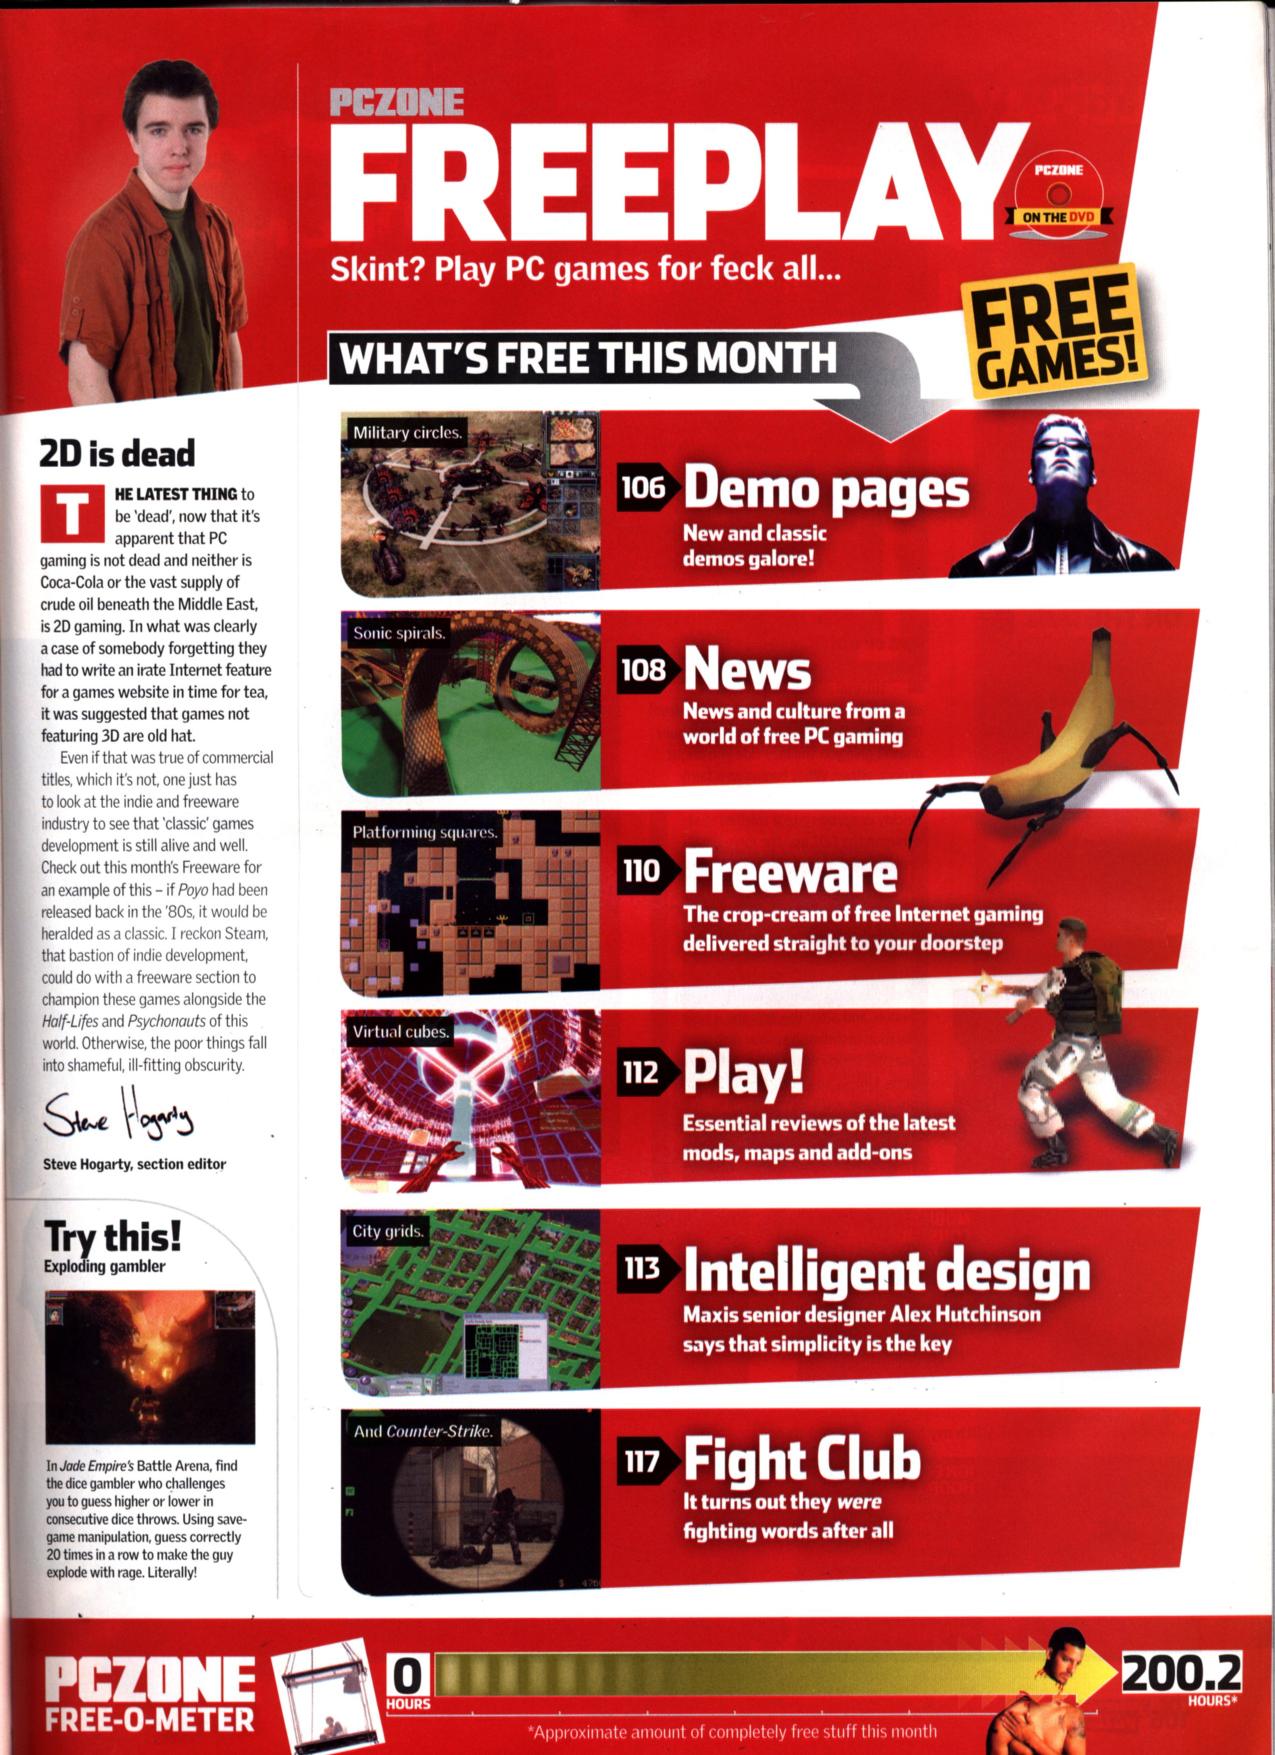 PCZONE
FREEPLAY
PCZONE
ON THE DVD
Skint? Play PC games for feck all...
FREE
GAMES!
WHAT'S FREE THIS MONTH
2D is dead
THE LATEST THING to
be 'dead', now that it's
apparent that PC
gaming is not dead and neither is
Coca-Cola or the vast supply of
crude oil beneath the Middle East,
is 2D gaming. In what was clearly
a case of somebody forgetting they
had to write an irate Internet feature
for a games website in time for tea,
it was suggested that games not
featuring 3D are old hat.
Even if that was true of commercial
titles, which it's not, one just has
to look at the indie and freeware
industry to see that 'classic' games
development is still alive and well.
Check out this month's Freeware for
an example of this – if Poyo had been
released back in the '80s, it would be
heralded as a classic. I reckon Steam,
that bastion of indie development,
could do with a freeware section to
champion these games alongside the
Half-Lifes and Psychonauts of this
world. Otherwise, the poor things fall
into shameful, ill-fitting obscurity.
Steve Hogarty
Steve Hogarty, section editor
Try this!
Exploding gambler
In Jade Empire's Battle Arena, find
the dice gambler who challenges
you to guess higher or lower in
consecutive dice throws. Using save-
game manipulation, guess correctly
20 times in a row to make the guy
explode with rage. Literally!
Military circles.
106 Demo pages
New and classic
demos galore!
Sonic spirals.
108 News
News and culture from a
world of free PC gaming
Platforming squares.
110 Freeware
The crop-cream of free Internet gaming
delivered straight to your doorstep
Virtual cubes.
112 Play!
Essential reviews of the latest
mods, maps and add-ons
City grids.
113 Intelligent design
Maxis senior designer Alex Hutchinson
says that simplicity is the key
And Counter-Strike.
117 Fight Club
It turns out they were
fighting words after all
PCZONE
FREE-O-METER
0
HOURS
200.2
HOURS*
*Approximate amount of completely free stuff this month